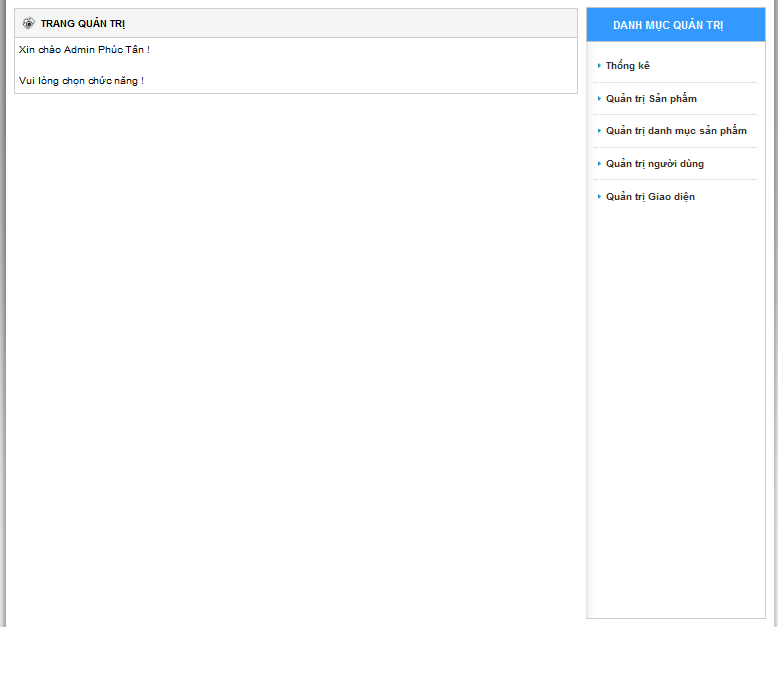 TRANG QUẢN TRỊ
Xin chào Admin Phúc Tân !
Vui lòng chọn chức năng !
DANH MỤC QUẢN TRỊ
Thống kê
Quản trị Sản phẩm
Quản trị danh mục sản phẩm
Quản trị người dùng
Quản trị Giao diện